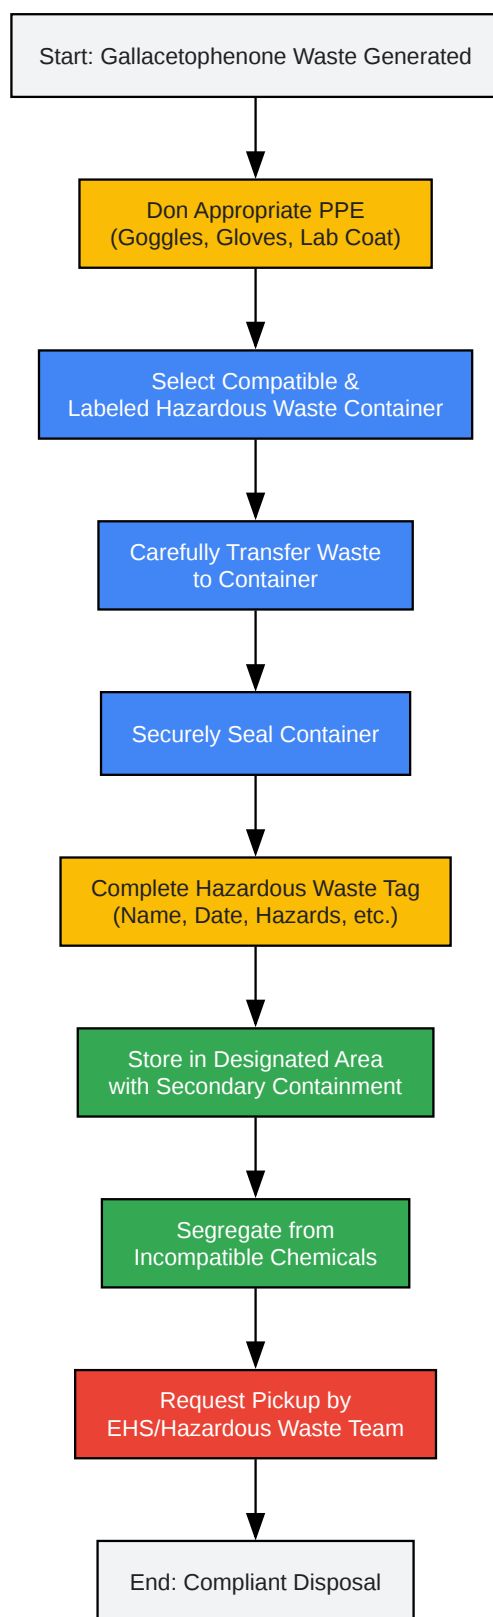 Start: Gallacetophenone Waste Generated
Don Appropriate PPE
(Goggles, Gloves, Lab Coat)
Select Compatible &
Labeled Hazardous Waste Container
Carefully Transfer Waste
to Container
Securely Seal Container
Complete Hazardous Waste Tag
(Name, Date, Hazards, etc.)
Store in Designated Area
with Secondary Containment
Segregate from
Incompatible Chemicals
Request Pickup by
EHS/Hazardous Waste Team
End: Compliant Disposal